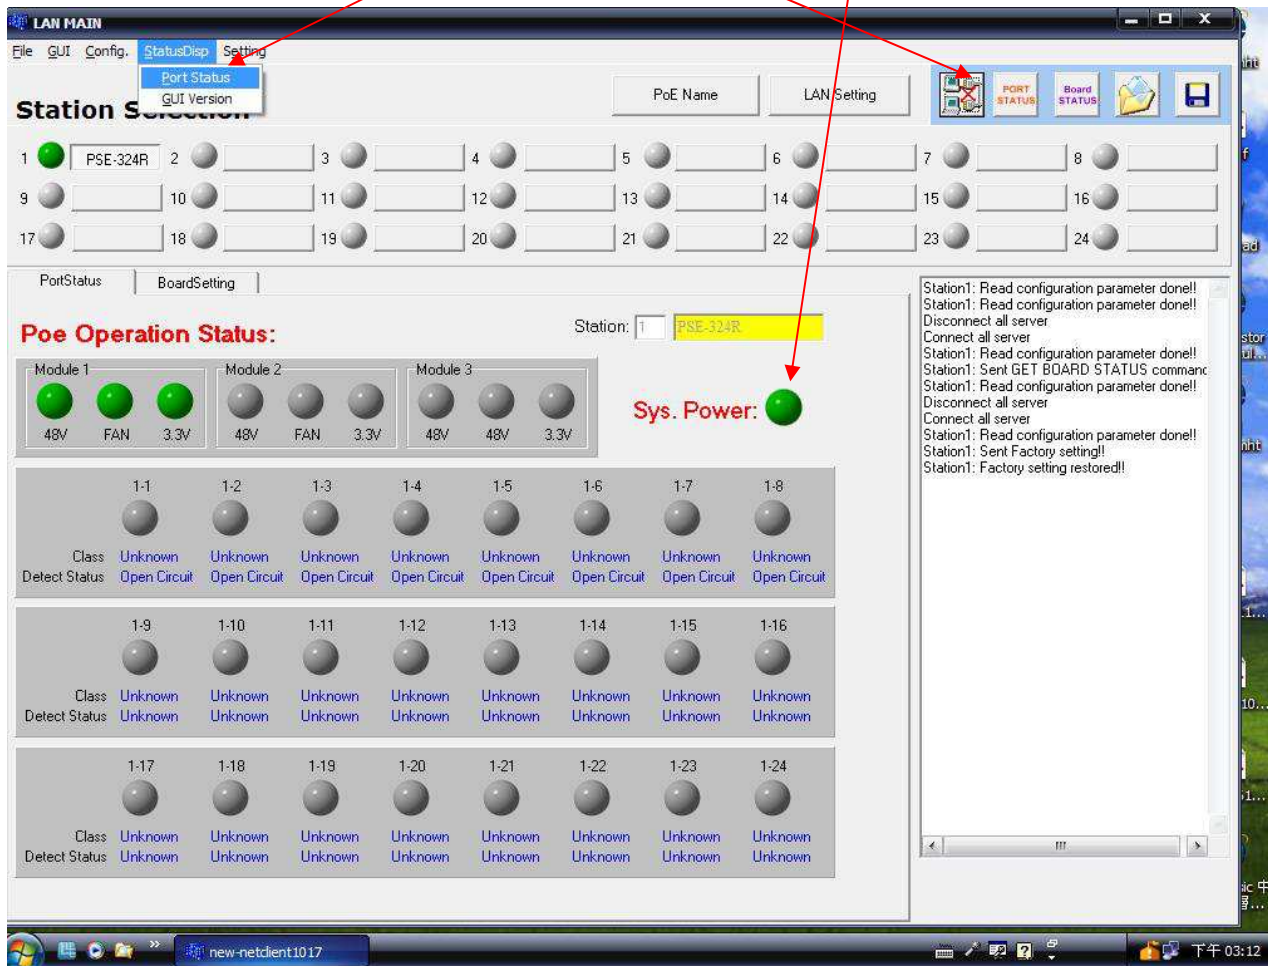 LAN MAIN
File GUI Config. StatusDisp Setting
Port Status
GUI Version
Station Selection
PoE Name LAN Setting PORT STATUS Board STATUS
1 PSE-324R 2 3 4 5 6 7 8
9 10 11 12 13 14 15 16
17 18 19 20 21 22 23 24
PortStatus BoardSetting
Poe Operation Status:
Station: 1 PSE-324R
Module 1 Module 2 Module 3
48V FAN 3.3V 48V FAN 3.3V 48V 48V 3.3V
Sys. Power:
1-1 1-2 1-3 1-4 1-5 1-6 1-7 1-8
Class Unknown Unknown Unknown Unknown Unknown Unknown Unknown Unknown
Detect Status Open Circuit Open Circuit Open Circuit Open Circuit Open Circuit Open Circuit Open Circuit Open Circuit
1-9 1-10 1-11 1-12 1-13 1-14 1-15 1-16
Class Unknown Unknown Unknown Unknown Unknown Unknown Unknown Unknown
Detect Status Unknown Unknown Unknown Unknown Unknown Unknown Unknown Unknown
1-17 1-18 1-19 1-20 1-21 1-22 1-23 1-24
Class Unknown Unknown Unknown Unknown Unknown Unknown Unknown Unknown
Detect Status Unknown Unknown Unknown Unknown Unknown Unknown Unknown Unknown
Station1: Read configuration parameter done!!
Station1: Read configuration parameter done!!
Disconnect all server
Connect all server
Station1: Read configuration parameter done!!
Station1: Sent GET BOARD STATUS command
Station1: Read configuration parameter done!!
Disconnect all server
Connect all server
Station1: Read configuration parameter done!!
Station1: Sent Factory setting!!
Station1: Factory setting restored!!
new-netclient1017
下午 03:12